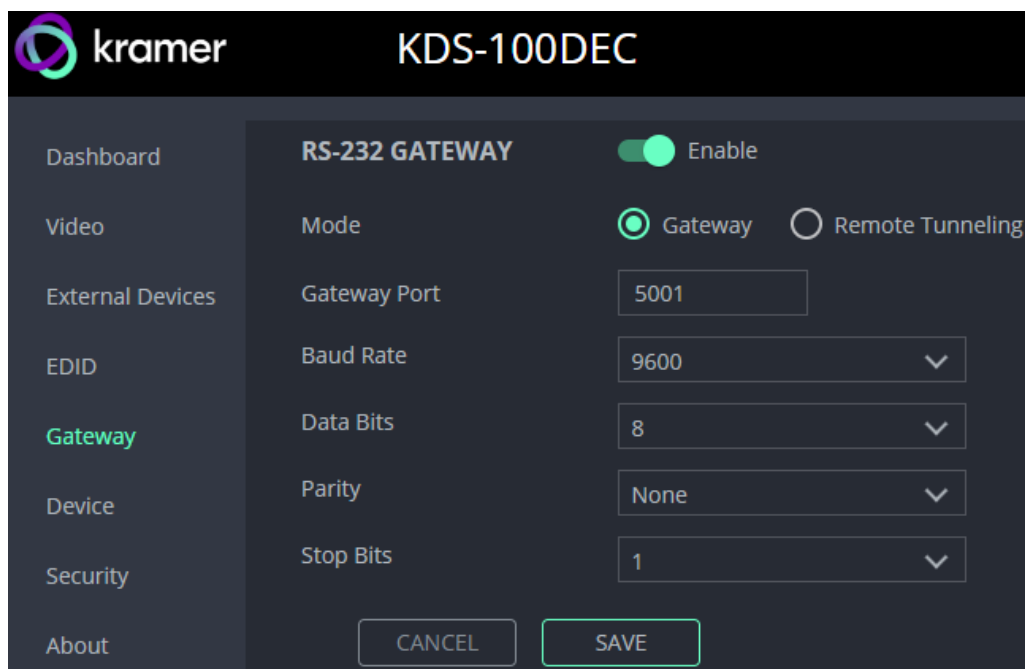 kramer KDS-100DEC
Dashboard
Video
External Devices
EDID
Gateway
Device
Security
About
RS-232 GATEWAY Enable
Mode Gateway Remote Tunneling
Gateway Port 5001
Baud Rate 9600
Data Bits 8
Parity None
Stop Bits 1
CANCEL SAVE